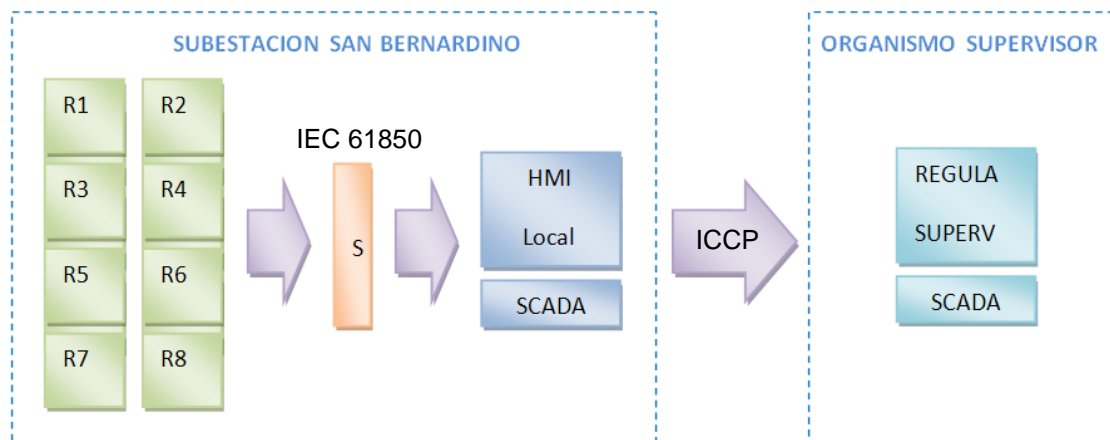 SUBESTACION SAN BERNARDINO
R1
R2
R3
R4
R5
R6
R7
R8
IEC 61850
S
HMI
Local
SCADA
ICCP
ORGANISMO SUPERVISOR
REGULA
SUPERV
SCADA